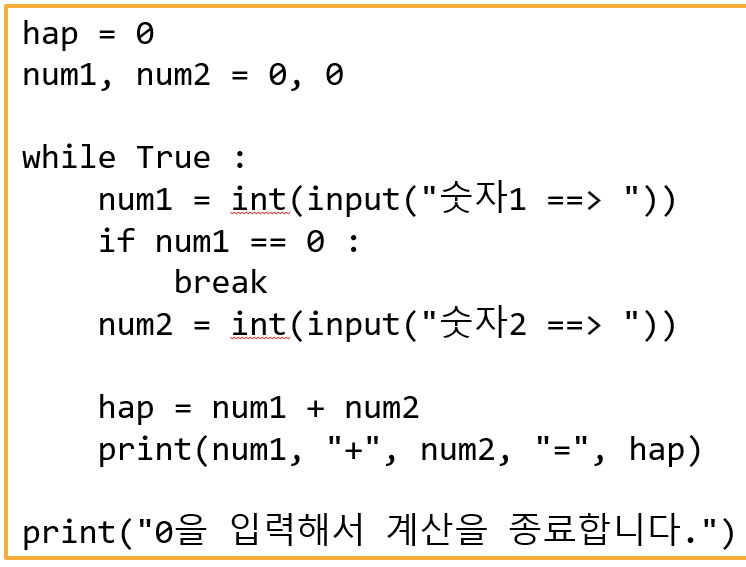 hap = 0
num1, num2 = 0, 0
while True :
    num1 = int(input("숫자1 ==> "))
    if num1 == 0 :
        break
    num2 = int(input("숫자2 ==> "))
    hap = num1 + num2
    print(num1, "+", num2, "=", hap)
print("0을 입력해서 계산을 종료합니다.")